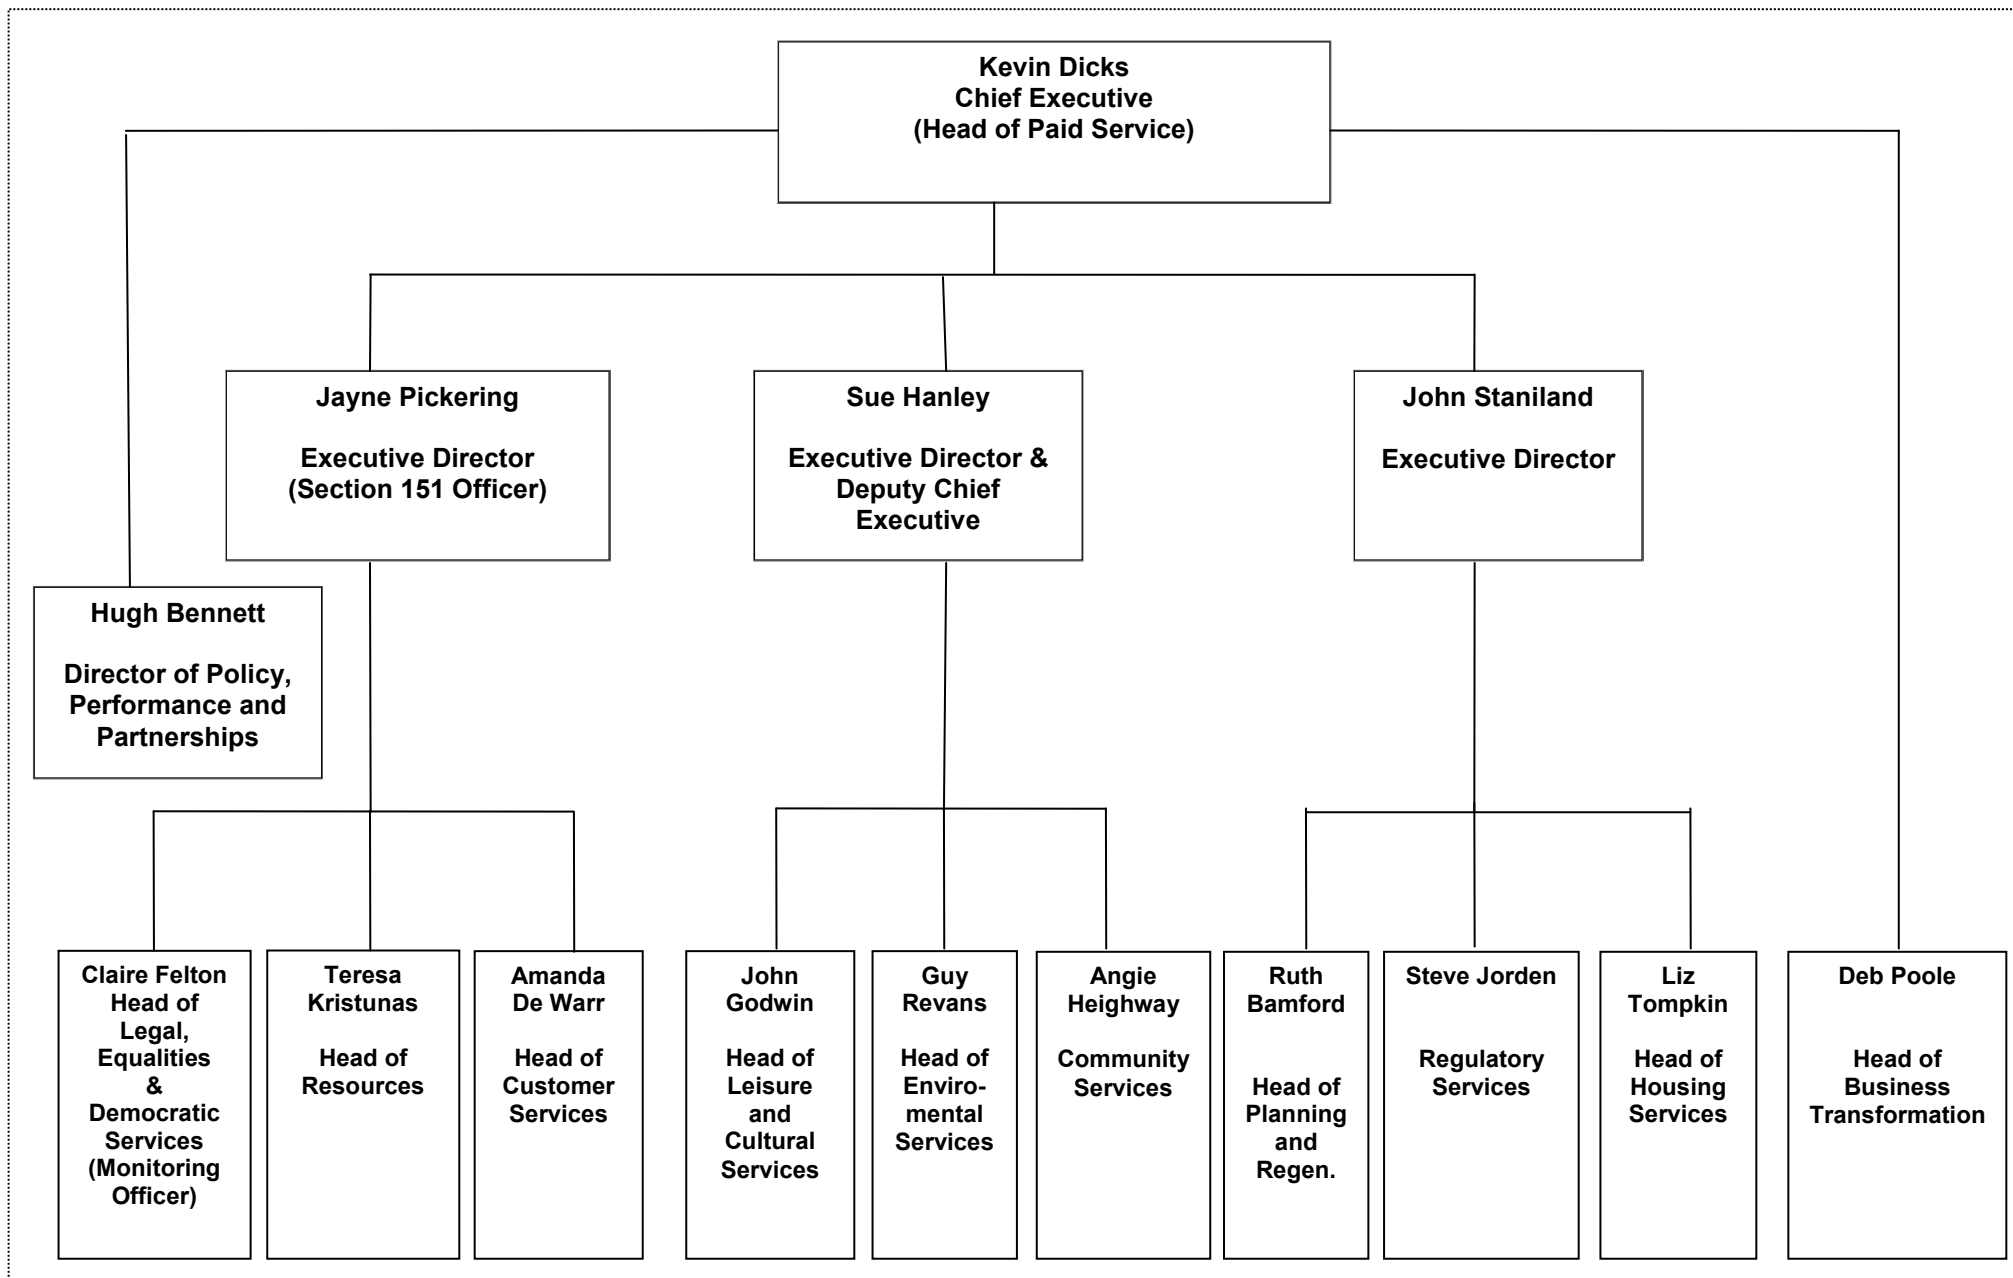 Kevin Dicks
Chief Executive
(Head of Paid Service)
Jayne Pickering
Executive Director
(Section 151 Officer)
Sue Hanley
Executive Director &
Deputy Chief
Executive
John Staniland
Executive Director
Hugh Bennett
Director of Policy,
Performance and
Partnerships
Claire Felton
Head of
Legal,
Equalities
&
Democratic
Services
(Monitoring
Officer)
Teresa
Kristunas
Head of
Resources
Amanda
De Warr
Head of
Customer
Services
John
Godwin
Head of
Leisure
and
Cultural
Services
Guy
Revans
Head of
Enviro-
mental
Services
Angie
Heighway
Community
Services
Ruth
Bamford
Head of
Planning
and
Regen.
Steve Jorden
Regulatory
Services
Liz
Tompkin
Head of
Housing
Services
Deb Poole
Head of
Business
Transformation